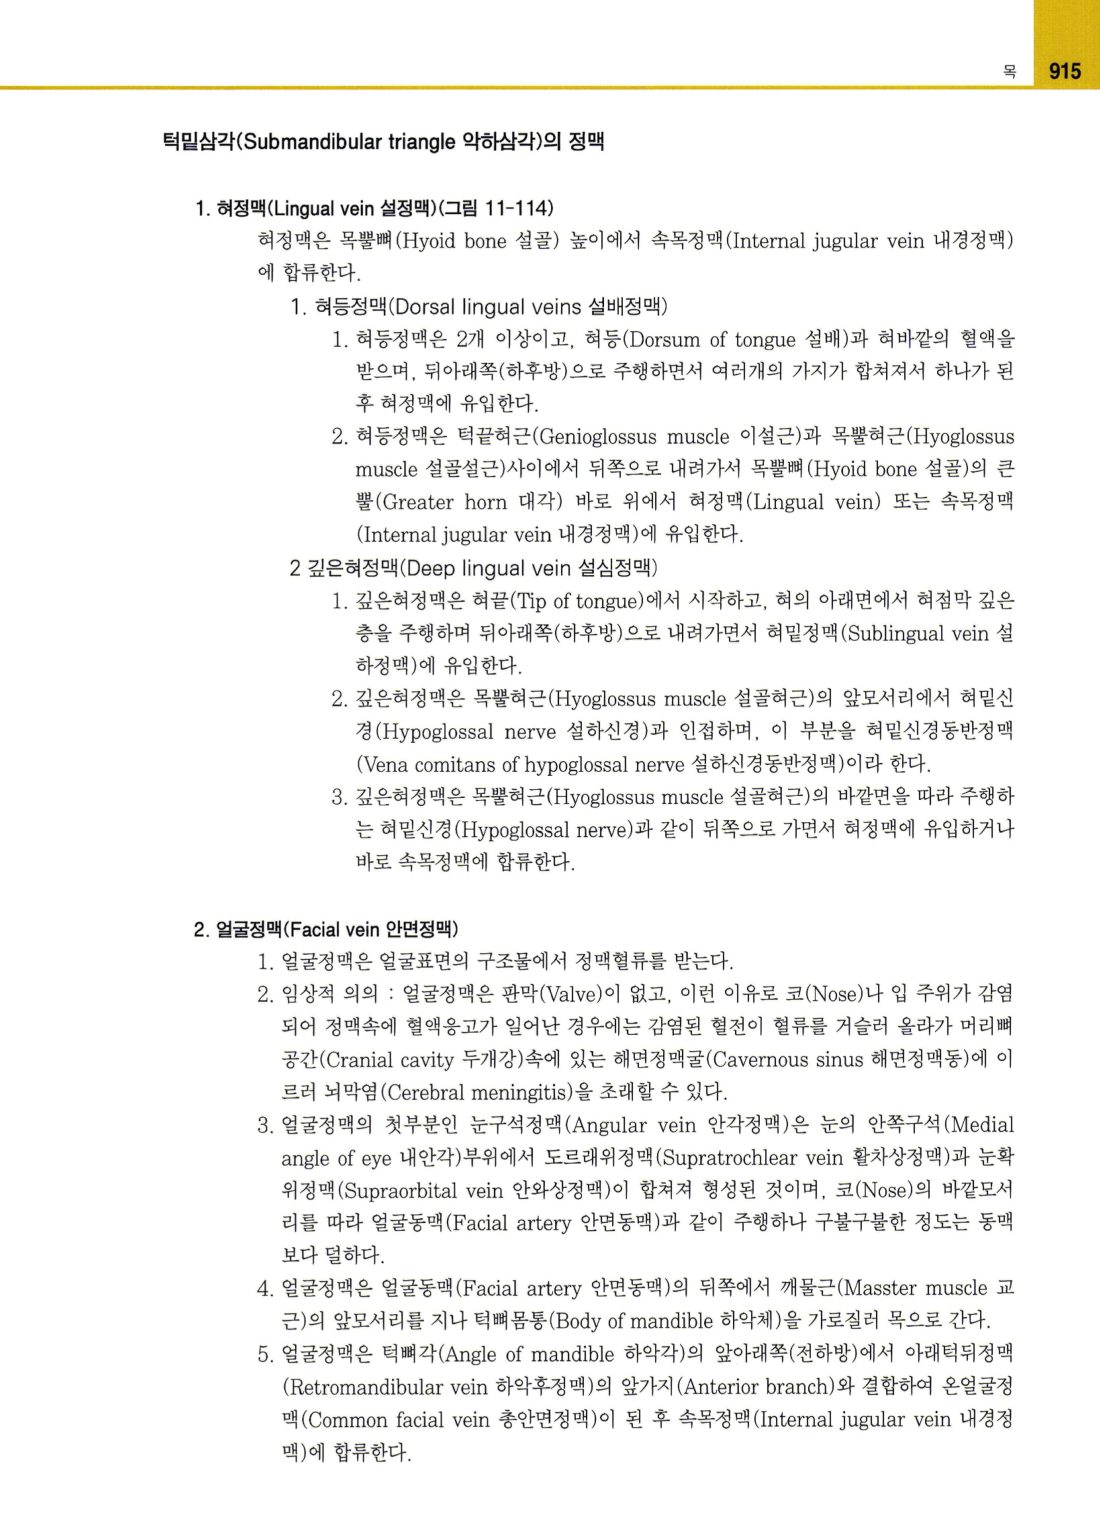 목 915
턱밑삼각(Submandibular triangle 악하삼각)의 정맥
1. 혀정맥(Lingual vein 설정맥)(그림 11-114)
혀정맥은 목뿔뼈(Hyoid bone 설골) 높이에서 속목정맥(Internal jugular vein 내경정맥)
에 합류한다.
1. 혀등정맥(Dorsal lingual veins 설배정맥)
1. 혀등정맥은 2개 이상이고, 혀등(Dorsum of tongue 설배)과 혀바깥의 혈액을
받으며, 뒤아래쪽(하후방)으로 주행하면서 여러개의 가지가 합쳐져서 하나가 된
후 혀정맥에 유입한다.
2. 혀등정맥은 턱끝혀근(Genioglossus muscle 이설근)과 목뿔혀근(Hyoglossus
muscle 설골설근)사이에서 뒤쪽으로 내려가서 목뿔뼈(Hyoid bone 설골)의 큰
뿔(Greater horn 대각) 바로 위에서 혀정맥(Lingual vein) 또는 속목정맥
(Internal jugular vein 내경정맥)에 유입한다.
2 깊은혀정맥(Deep lingual vein 설심정맥)
1. 깊은혀정맥은 혀끝(Tip of tongue)에서 시작하고, 혀의 아래면에서 혀점막 깊은
층을 주행하며 뒤아래쪽(하후방)으로 내려가면서 혀밑정맥(Sublingual vein 설
하정맥)에 유입한다.
2. 깊은혀정맥은 목뿔혀근(Hyoglossus muscle 설골혀근)의 앞모서리에서 혀밑신
경(Hypoglossal nerve 설하신경)과 인접하며, 이 부분을 혀밑신경동반정맥
(Vena comitans of hypoglossal nerve 설하신경동반정맥)이라 한다.
3. 깊은혀정맥은 목뿔혀근(Hyoglossus muscle 설골혀근)의 바깥면을 따라 주행하
는 혀밑신경(Hypoglossal nerve)과 같이 뒤쪽으로 가면서 혀정맥에 유입하거나
바로 속목정맥에 합류한다.
2. 얼굴정맥(Facial vein 안면정맥)
1. 얼굴정맥은 얼굴표면의 구조물에서 정맥혈류를 받는다.
2. 임상적 의의 : 얼굴정맥은 판막(Valve)이 없고, 이런 이유로 코(Nose)나 입 주위가 감염
되어 정맥속에 혈액응고가 일어난 경우에는 감염된 혈전이 혈류를 거슬러 올라가 머리뼈
공간(Cranial cavity 두개강)속에 있는 해면정맥굴(Cavernous sinus 해면정맥동)에 이
르러 뇌막염(Cerebral meningitis)을 초래할 수 있다.
3. 얼굴정맥의 첫부분인 눈구석정맥(Angular vein 안각정맥)은 눈의 안쪽구석(Medial
angle of eye 내안각)부위에서 도르래위정맥(Supratrochlear vein 활차상정맥)과 눈확
위정맥(Supraorbital vein 안와상정맥)이 합쳐져 형성된 것이며, 코(Nose)의 바깥모서
리를 따라 얼굴동맥(Facial artery 안면동맥)과 같이 주행하나 구불구불한 정도는 동맥
보다 덜하다.
4. 얼굴정맥은 얼굴동맥(Facial artery 안면동맥)의 뒤쪽에서 깨물근(Masster muscle 교
근)의 앞모서리를 지나 턱뼈몸통(Body of mandible 하악체)을 가로질러 목으로 간다.
5. 얼굴정맥은 턱뼈각(Angle of mandible 하악각)의 앞아래쪽(전하방)에서 아래턱뒤정맥
(Retromandibular vein 하악후정맥)의 앞가지(Anterior branch)와 결합하여 온얼굴정
맥(Common facial vein 총안면정맥)이 된 후 속목정맥(Internal jugular vein 내경정
맥)에 합류한다.